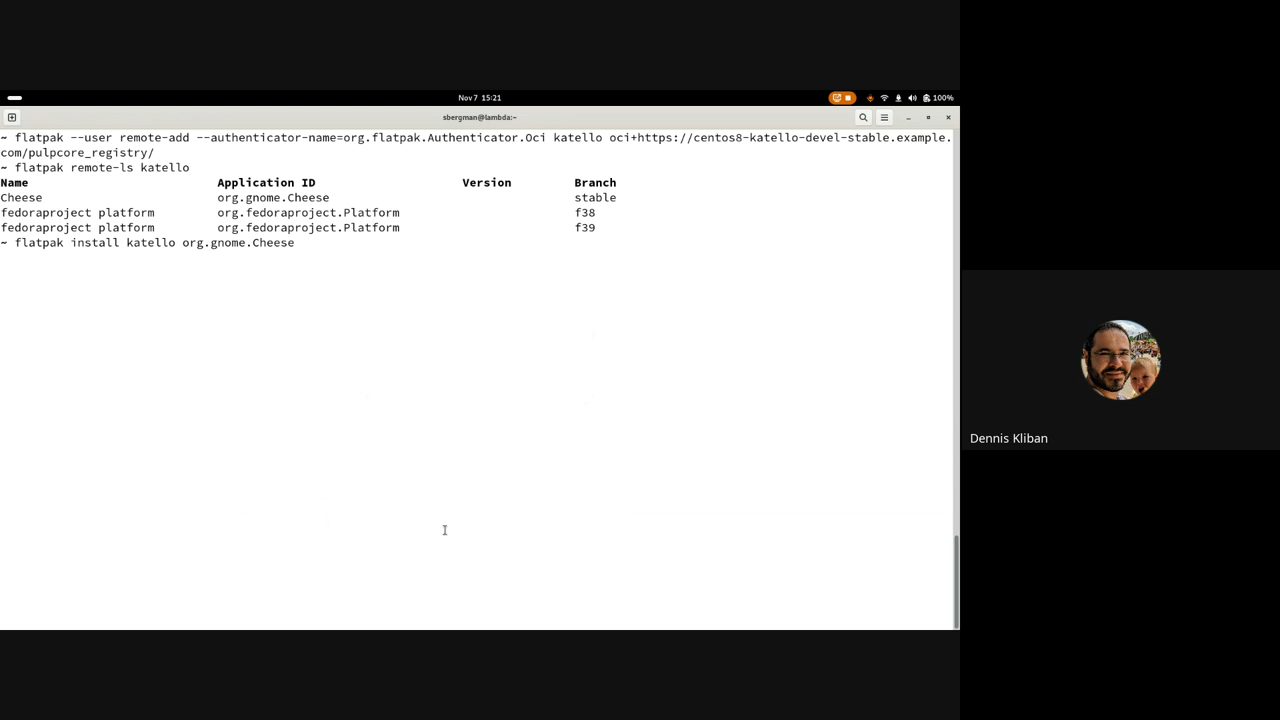 Nov 7 15:21
100%
sbergman@lambda:~
~ flatpak --user remote-add --authenticator-name=org.flatpak.Authenticator.Oci katello oci+https://centos8-katello-devel-stable.example.
com/pulpcore_registry/
~ flatpak remote-ls katello
Name Application ID Version Branch
Cheese org.gnome.Cheese stable
fedoraproject platform org.fedoraproject.Platform f38
fedoraproject platform org.fedoraproject.Platform f39
~ flatpak install katello org.gnome.Cheese
Dennis Kliban